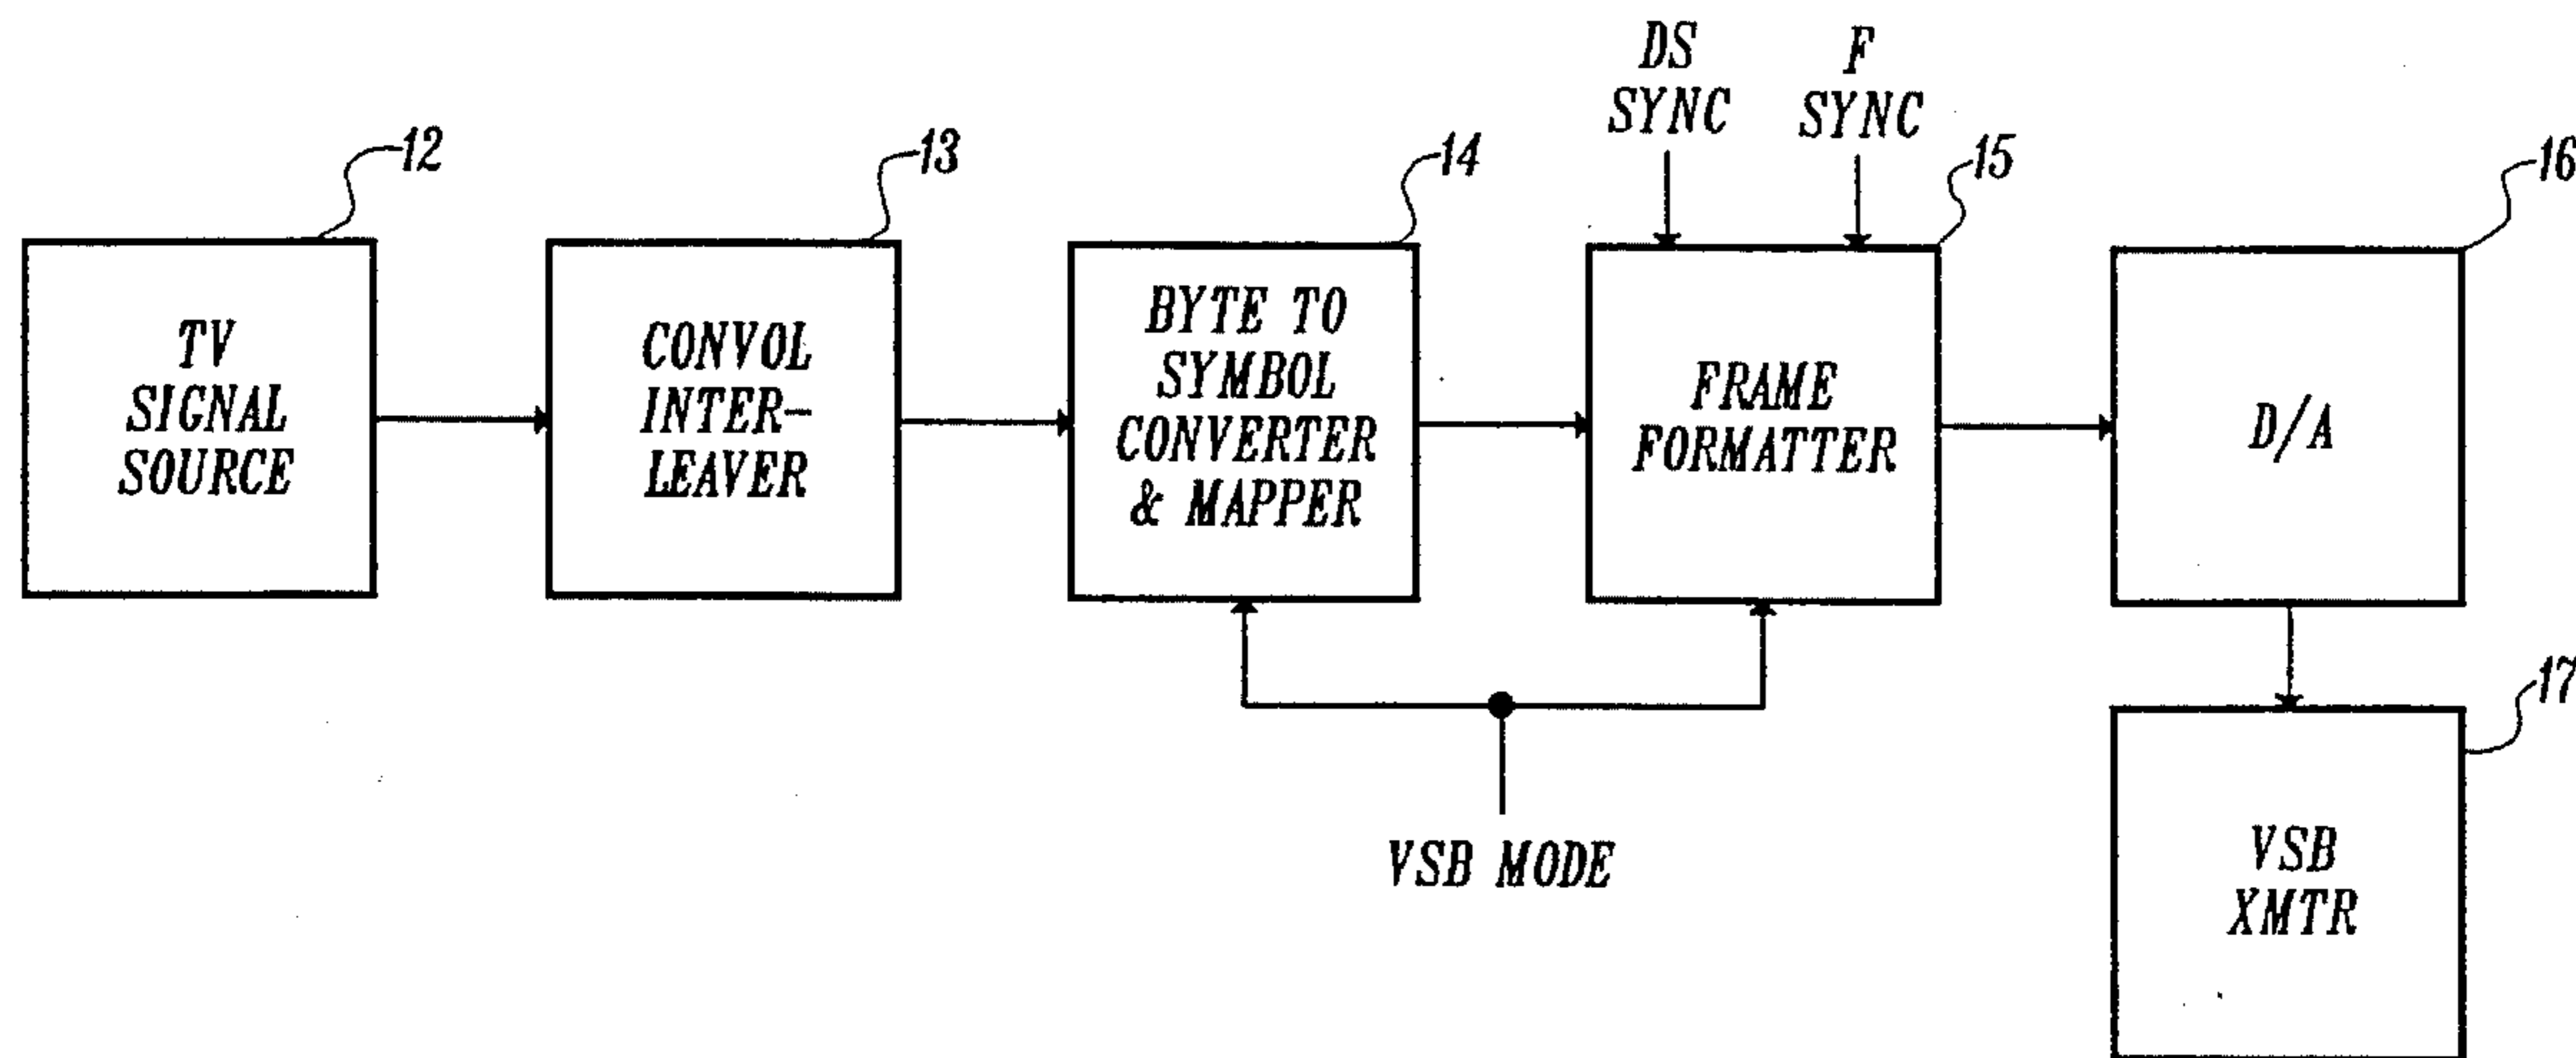 DS
SYNC
F
SYNC
12
13
14
15
16
TV
SIGNAL
SOURCE
CONVOL
INTER-
LEAVER
BYTE TO
SYMBOL
CONVERTER
& MAPPER
FRAME
FORMATTER
D/A
17
VSB MODE
VSB
XMTR